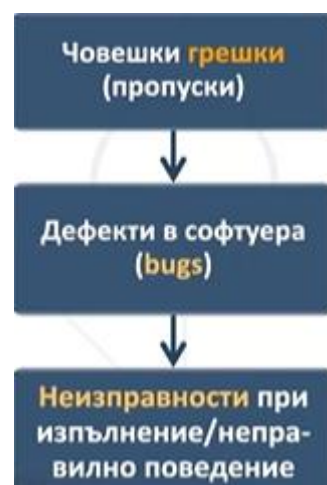 Човешки грешки
(пропуски)
Дефекти в софтуера
(bugs)
Неизправности при
изпълнение/непра-
вилно поведение